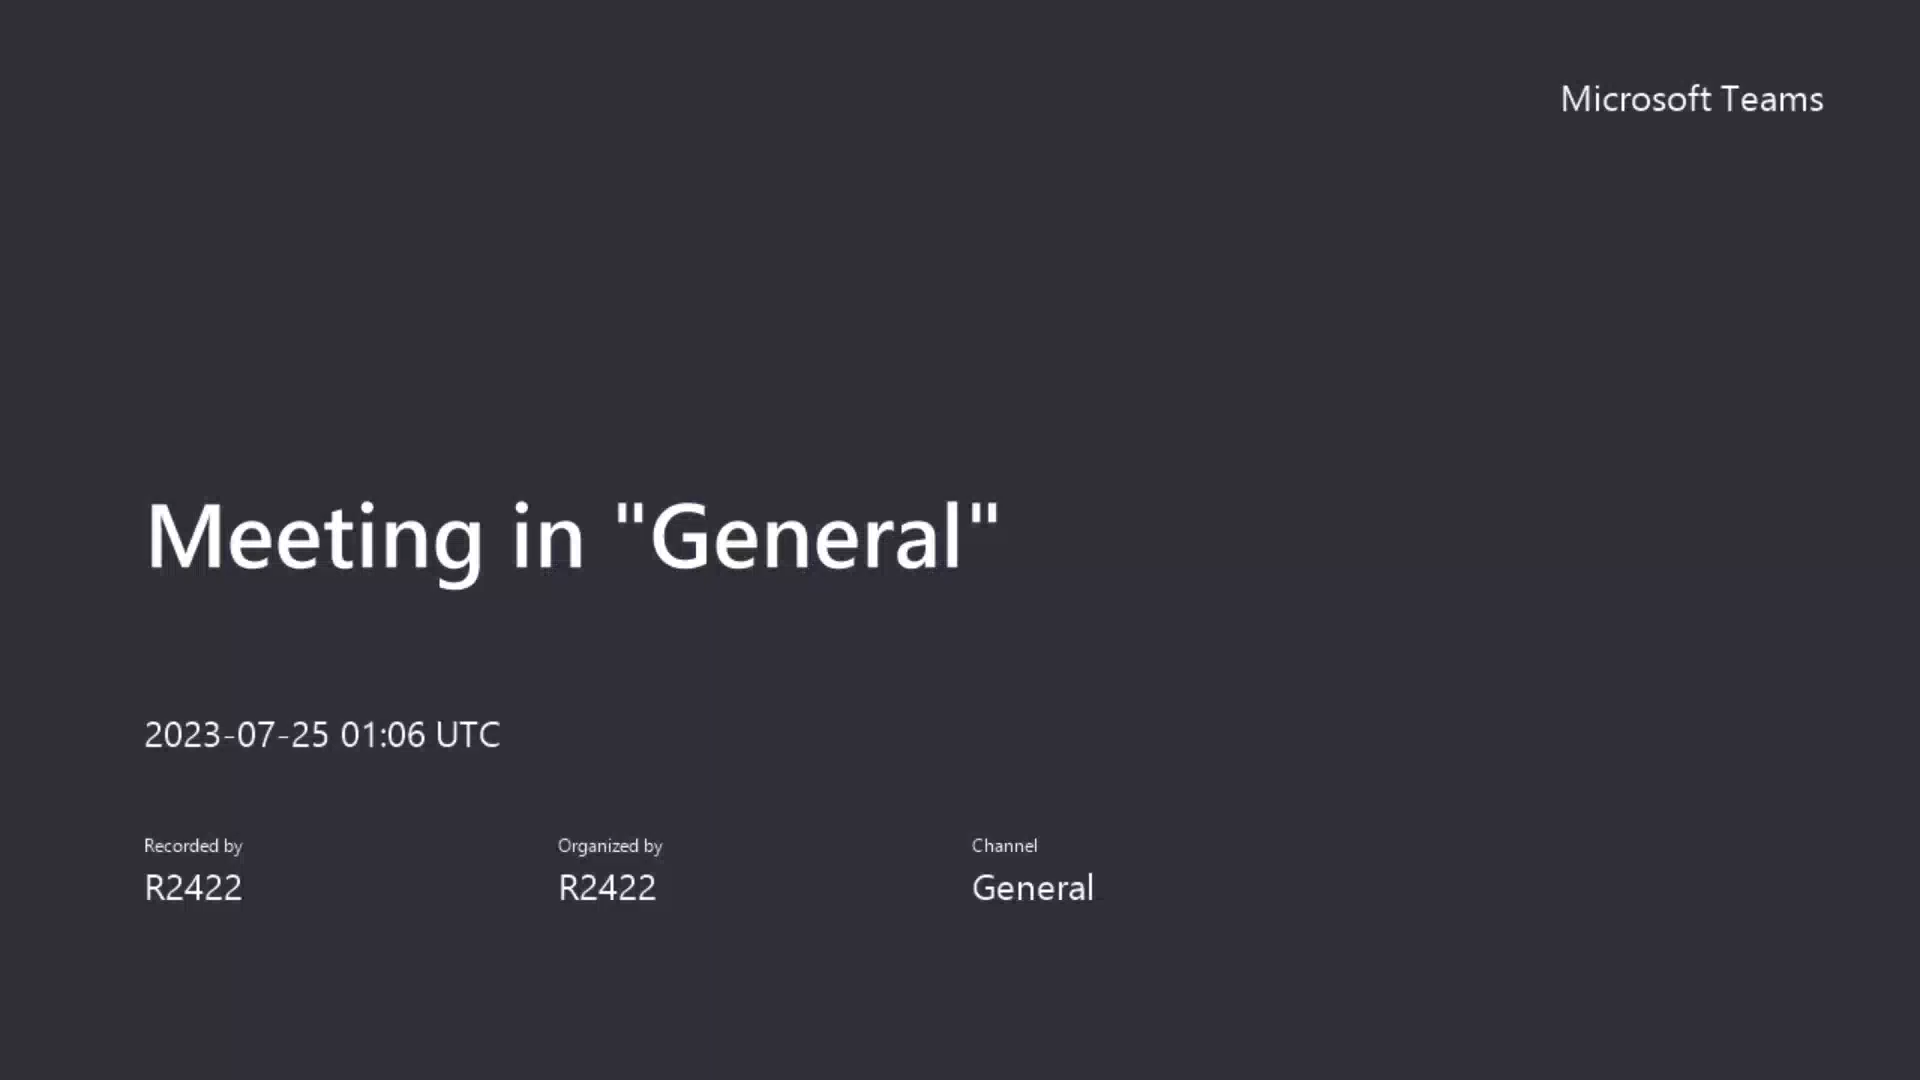 Microsoft Teams
Meeting in "General"
2023-07-25 01:06 UTC
Recorded by
R2422
Organized by
R2422
Channel
General